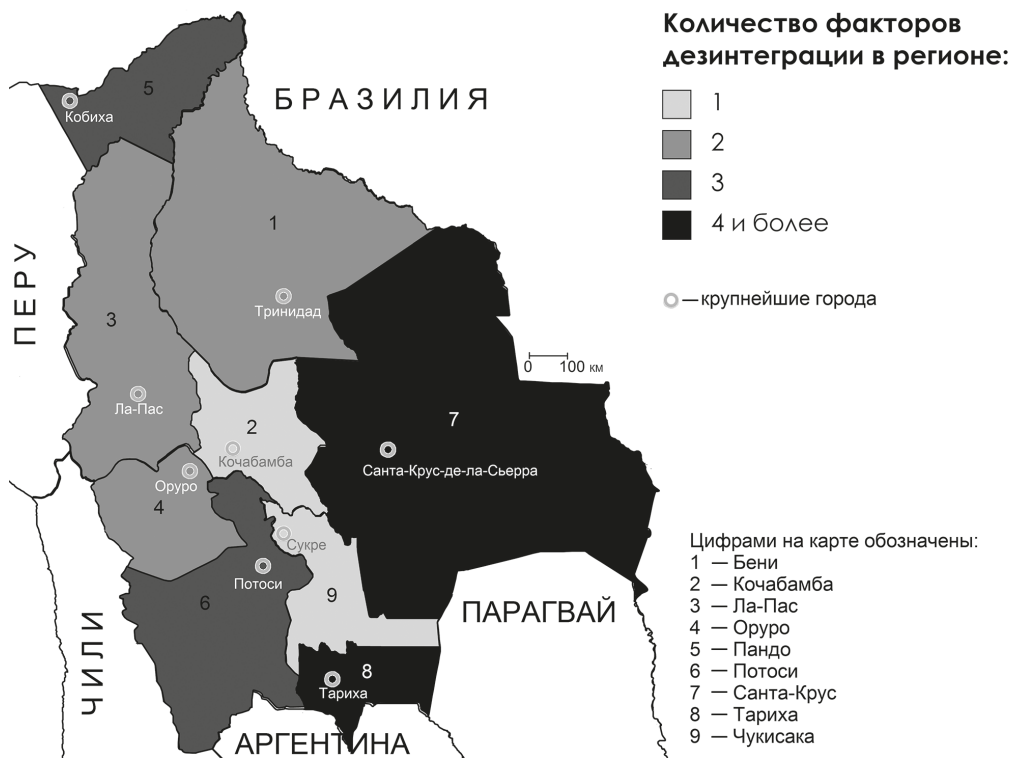 Количество факторов
дезинтеграции в регионе:
1
2
3
4 и более
— крупнейшие города
БРАЗИЛИЯ
ПЕРУ
ЧИЛИ
ПАРАГВАЙ
АРГЕНТИНА
5
Кобиха
1
Тринидад
3
Ла-Пас
2
Кочабамба
7
Санта-Крус-де-ла-Сьерра
Оруро
4
Сукре
Потоси
6
9
8
Тариха
0 100 км
Цифрами на карте обозначены:
1 — Бени
2 — Кочабамба
3 — Ла-Пас
4 — Оруро
5 — Пандо
6 — Потоси
7 — Санта-Крус
8 — Тариха
9 — Чукисака